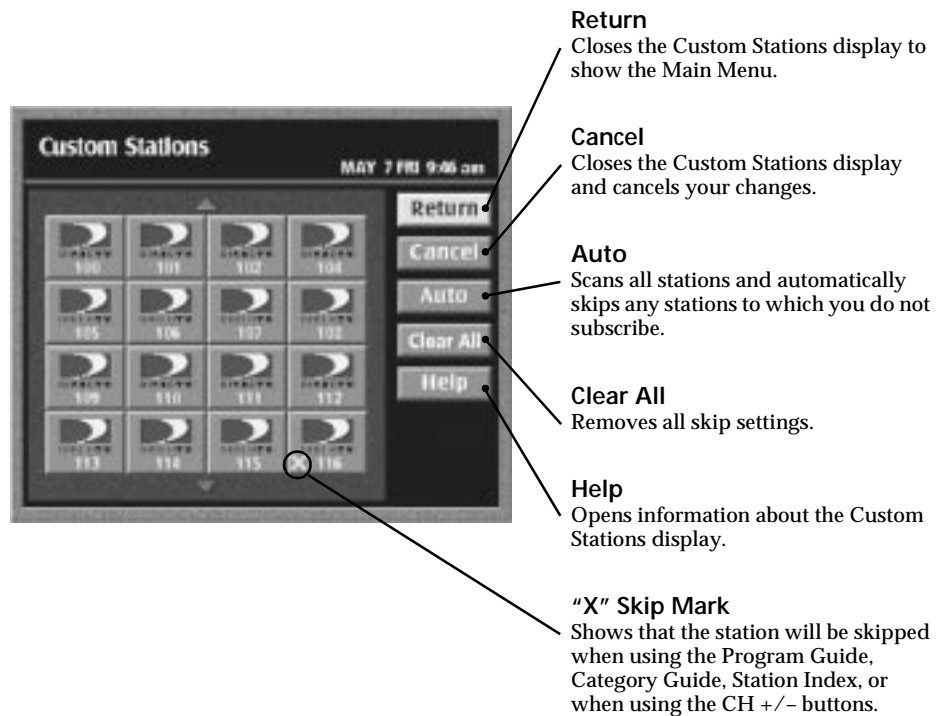 Return
Closes the Custom Stations display to
show the Main Menu.
Cancel
Closes the Custom Stations display
and cancels your changes.
Auto
Scans all stations and automatically
skips any stations to which you do not
subscribe.
Clear All
Removes all skip settings.
Help
Opens information about the Custom
Stations display.
“X” Skip Mark
Shows that the station will be skipped
when using the Program Guide,
Category Guide, Station Index, or
when using the CH +/– buttons.
Custom Stations
MAY 7 FRI 9:46 am
Return
Cancel
Auto
Clear All
Help
100 101 102 104
105 106 107 108
109 110 111 112
113 114 115 X 116